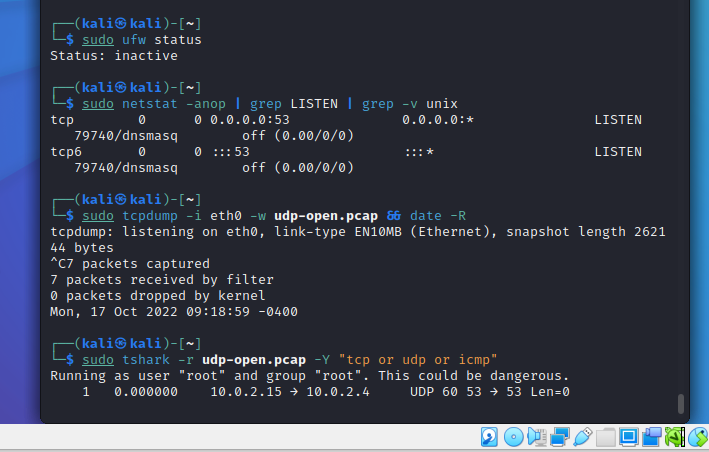 ┌──(kali㉿kali)-[~]
└─$ sudo ufw status
Status: inactive
┌──(kali㉿kali)-[~]
└─$ sudo netstat -anop | grep LISTEN | grep -v unix
tcp        0      0 0.0.0.0:53              0.0.0.0:*               LISTEN
   79740/dnsmasq        off (0.00/0/0)
tcp6       0      0 :::53                   :::*                    LISTEN
   79740/dnsmasq        off (0.00/0/0)
┌──(kali㉿kali)-[~]
└─$ sudo tcpdump -i eth0 -w udp-open.pcap && date -R
tcpdump: listening on eth0, link-type EN10MB (Ethernet), snapshot length 2621
44 bytes
^C7 packets captured
7 packets received by filter
0 packets dropped by kernel
Mon, 17 Oct 2022 09:18:59 -0400
┌──(kali㉿kali)-[~]
└─$ sudo tshark -r udp-open.pcap -Y "tcp or udp or icmp"
Running as user "root" and group "root". This could be dangerous.
    1   0.000000    10.0.2.15 → 10.0.2.4     UDP 60 53 → 53 Len=0